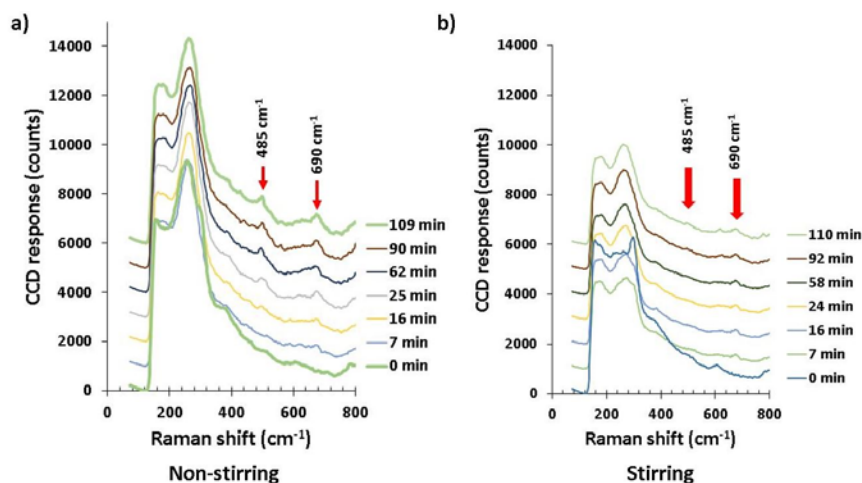 a)
CCD response (counts)
14000
12000
10000
8000
6000
4000
2000
0
0
200
400
600
800
Raman shift (cm⁻¹)
485 cm⁻¹
690 cm⁻¹
109 min
90 min
62 min
25 min
16 min
7 min
0 min
Non-stirring
b)
CCD response (counts)
14000
12000
10000
8000
6000
4000
2000
0
0
200
400
600
800
Raman shift (cm⁻¹)
485 cm⁻¹
690 cm⁻¹
110 min
92 min
58 min
24 min
16 min
7 min
0 min
Stirring